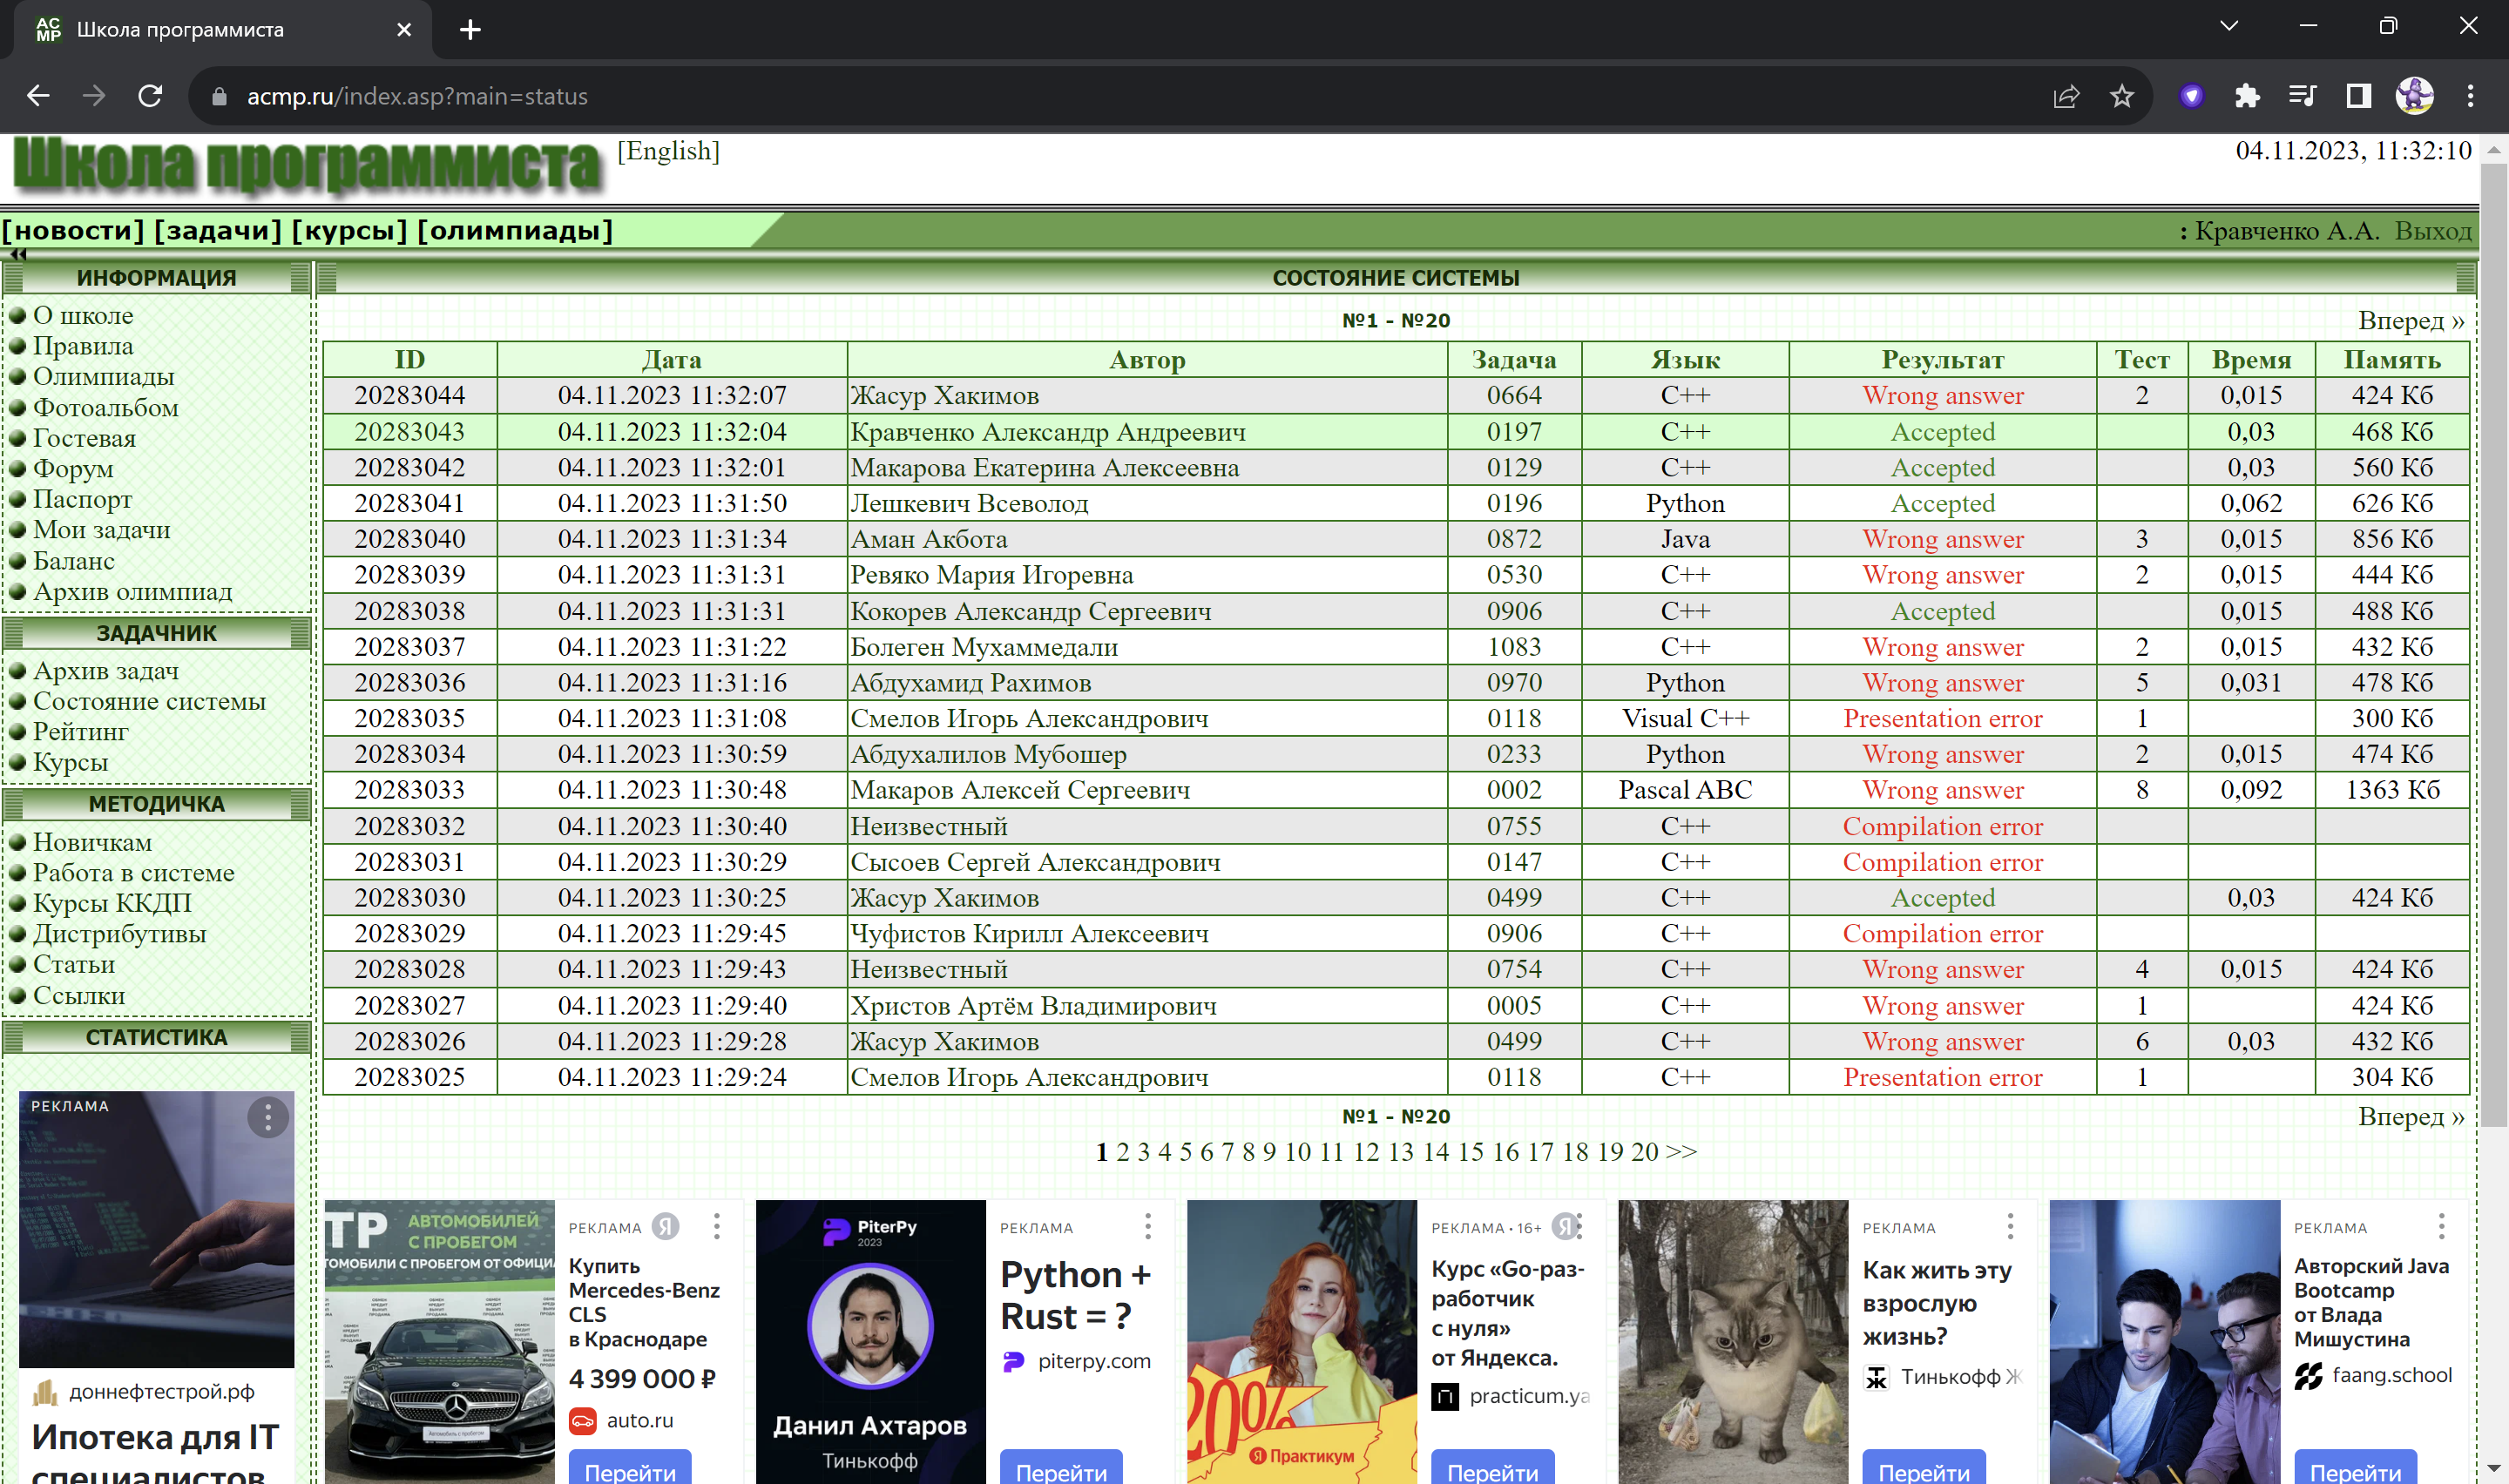 Школа программиста
acmp.ru/index.asp?main=status
Школа программиста [English] 04.11.2023, 11:32:10
[новости] [задачи] [курсы] [олимпиады] : Кравченко А.А. Выход
ИНФОРМАЦИЯ
О школе
Правила
Олимпиады
Фотоальбом
Гостевая
Форум
Паспорт
Мои задачи
Баланс
Архив олимпиад
ЗАДАЧНИК
Архив задач
Состояние системы
Рейтинг
Курсы
МЕТОДИЧКА
Новичкам
Работа в системе
Курсы ККДП
Дистрибутивы
Статьи
Ссылки
СТАТИСТИКА
РЕКЛАМА
доннефтестрой.рф
Ипотека для IT
специалистов
СОСТОЯНИЕ СИСТЕМЫ
№1 - №20 Вперед »
ID Дата Автор Задача Язык Результат Тест Время Память
20283044 04.11.2023 11:32:07 Жасур Хакимов 0664 C++ Wrong answer 2 0,015 424 Кб
20283043 04.11.2023 11:32:04 Кравченко Александр Андреевич 0197 C++ Accepted 0,03 468 Кб
20283042 04.11.2023 11:32:01 Макарова Екатерина Алексеевна 0129 C++ Accepted 0,03 560 Кб
20283041 04.11.2023 11:31:50 Лешкевич Всеволод 0196 Python Accepted 0,062 626 Кб
20283040 04.11.2023 11:31:34 Аман Акбота 0872 Java Wrong answer 3 0,015 856 Кб
20283039 04.11.2023 11:31:31 Ревяко Мария Игоревна 0530 C++ Wrong answer 2 0,015 444 Кб
20283038 04.11.2023 11:31:31 Кокорев Александр Сергеевич 0906 C++ Accepted 0,015 488 Кб
20283037 04.11.2023 11:31:22 Болеген Мухаммедали 1083 C++ Wrong answer 2 0,015 432 Кб
20283036 04.11.2023 11:31:16 Абдухамид Рахимов 0970 Python Wrong answer 5 0,031 478 Кб
20283035 04.11.2023 11:31:08 Смелов Игорь Александрович 0118 Visual C++ Presentation error 1 300 Кб
20283034 04.11.2023 11:30:59 Абдухалилов Мубошер 0233 Python Wrong answer 2 0,015 474 Кб
20283033 04.11.2023 11:30:48 Макаров Алексей Сергеевич 0002 Pascal ABC Wrong answer 8 0,092 1363 Кб
20283032 04.11.2023 11:30:40 Неизвестный 0755 C++ Compilation error
20283031 04.11.2023 11:30:29 Сысоев Сергей Александрович 0147 C++ Compilation error
20283030 04.11.2023 11:30:25 Жасур Хакимов 0499 C++ Accepted 0,03 424 Кб
20283029 04.11.2023 11:29:45 Чуфистов Кирилл Алексеевич 0906 C++ Compilation error
20283028 04.11.2023 11:29:43 Неизвестный 0754 C++ Wrong answer 4 0,015 424 Кб
20283027 04.11.2023 11:29:40 Христов Артём Владимирович 0005 C++ Wrong answer 1 424 Кб
20283026 04.11.2023 11:29:28 Жасур Хакимов 0499 C++ Wrong answer 6 0,03 432 Кб
20283025 04.11.2023 11:29:24 Смелов Игорь Александрович 0118 C++ Presentation error 1 304 Кб
№1 - №20 Вперед »
1 2 3 4 5 6 7 8 9 10 11 12 13 14 15 16 17 18 19 20 >>
АВТОМОБИЛЕЙ
С ПРОБЕГОМ
РЕКЛАМА
Купить
Mercedes-Benz
CLS
в Краснодаре
4 399 000 ₽
auto.ru
Перейти
PiterPy
2023
Данил Ахтаров
Тинькофф
РЕКЛАМА
Python +
Rust = ?
piterpy.com
Перейти
20%
Практикум
РЕКЛАМА • 16+
Курс «Go-раз-
работчик
с нуля»
от Яндекса.
practicum.ya
Перейти
РЕКЛАМА
Как жить эту
взрослую
жизнь?
Тинькофф Ж
Перейти
РЕКЛАМА
Авторский Java
Bootcamp
от Влада
Мишустина
faang.school
Перейти